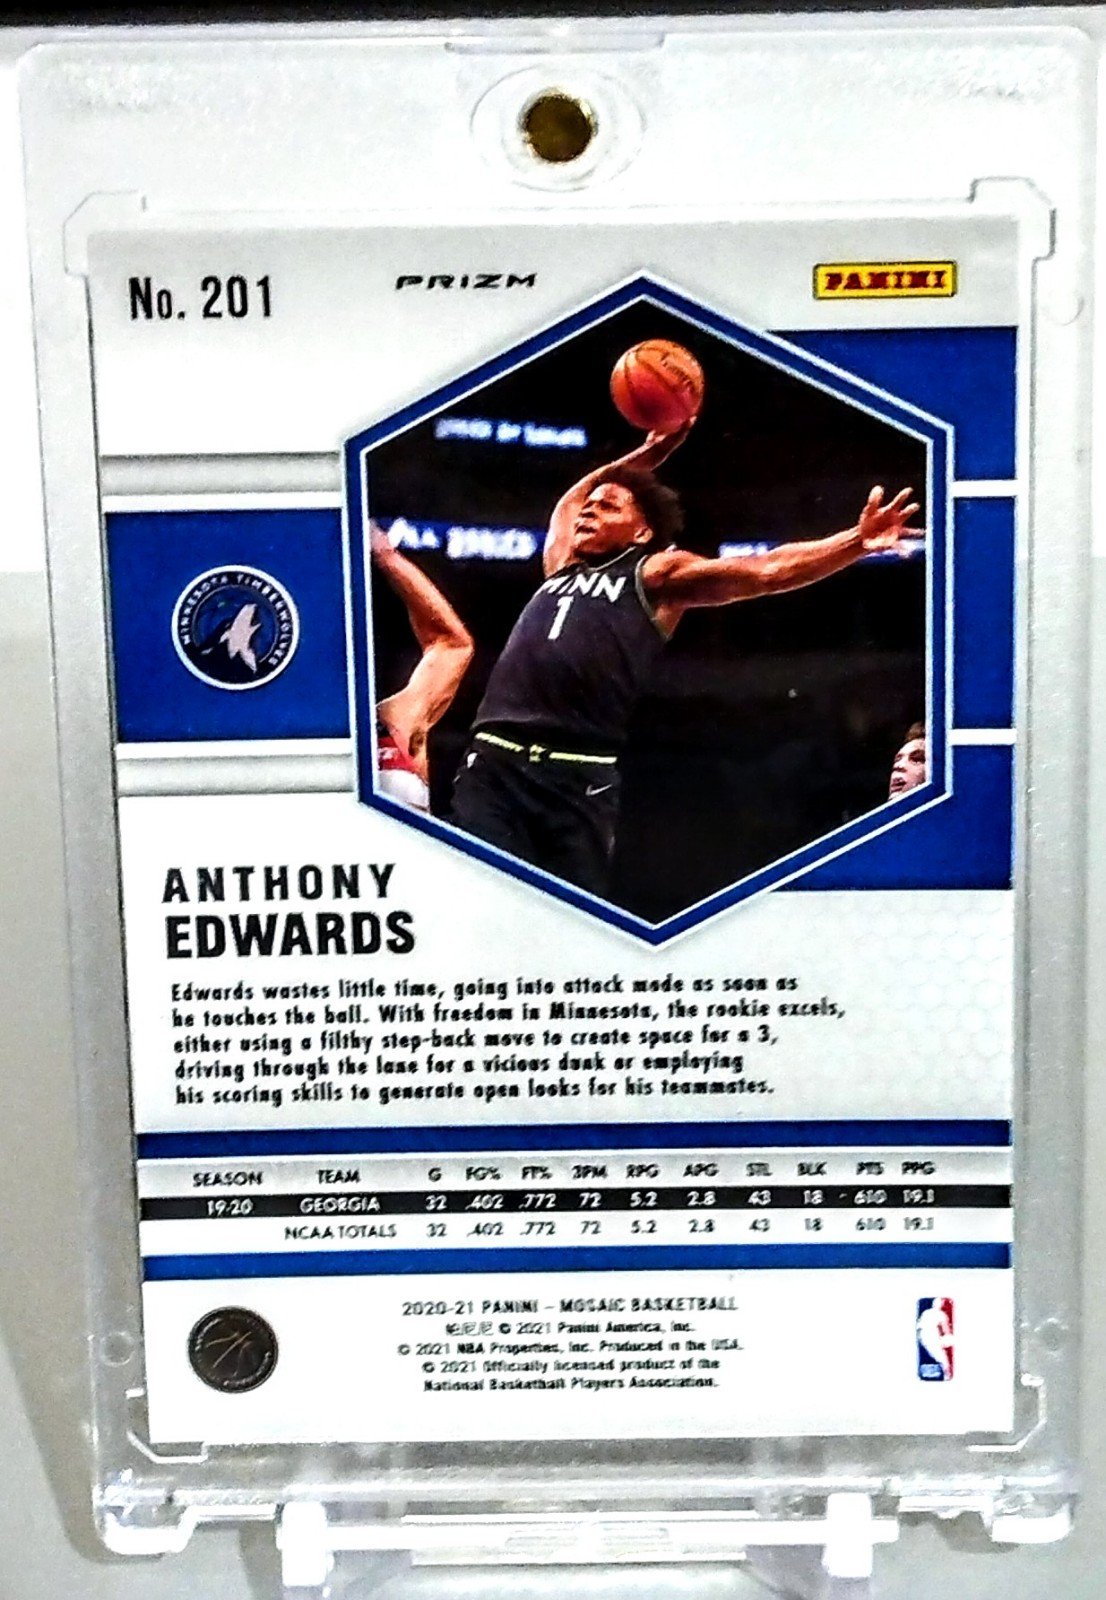 No. 201
PRIZM
PANINI
MINNESOTA TIMBERWOLVES
MINN
1
ANTHONY
EDWARDS
Edwards wastes little time, going into attack mode as soon as
he touches the ball. With freedom in Minnesota, the rookie excels,
either using a filthy step-back move to create space for a 3,
driving through the lane for a vicious dunk or employing
his scoring skills to generate open looks for his teammates.
SEASON TEAM G FG% FT% 3PM RPG APG STL BLK PTS PPG
19-20 GEORGIA 32 .402 .772 72 5.2 2.8 43 18 610 19.1
NCAA TOTALS 32 .402 .772 72 5.2 2.8 43 18 610 19.1
2020-21 PANINI – MOSAIC BASKETBALL
© 2021 Panini America, Inc.
© 2021 NBA Properties, Inc. Produced in the USA.
© 2021 Officially licensed product of the
National Basketball Players Association.